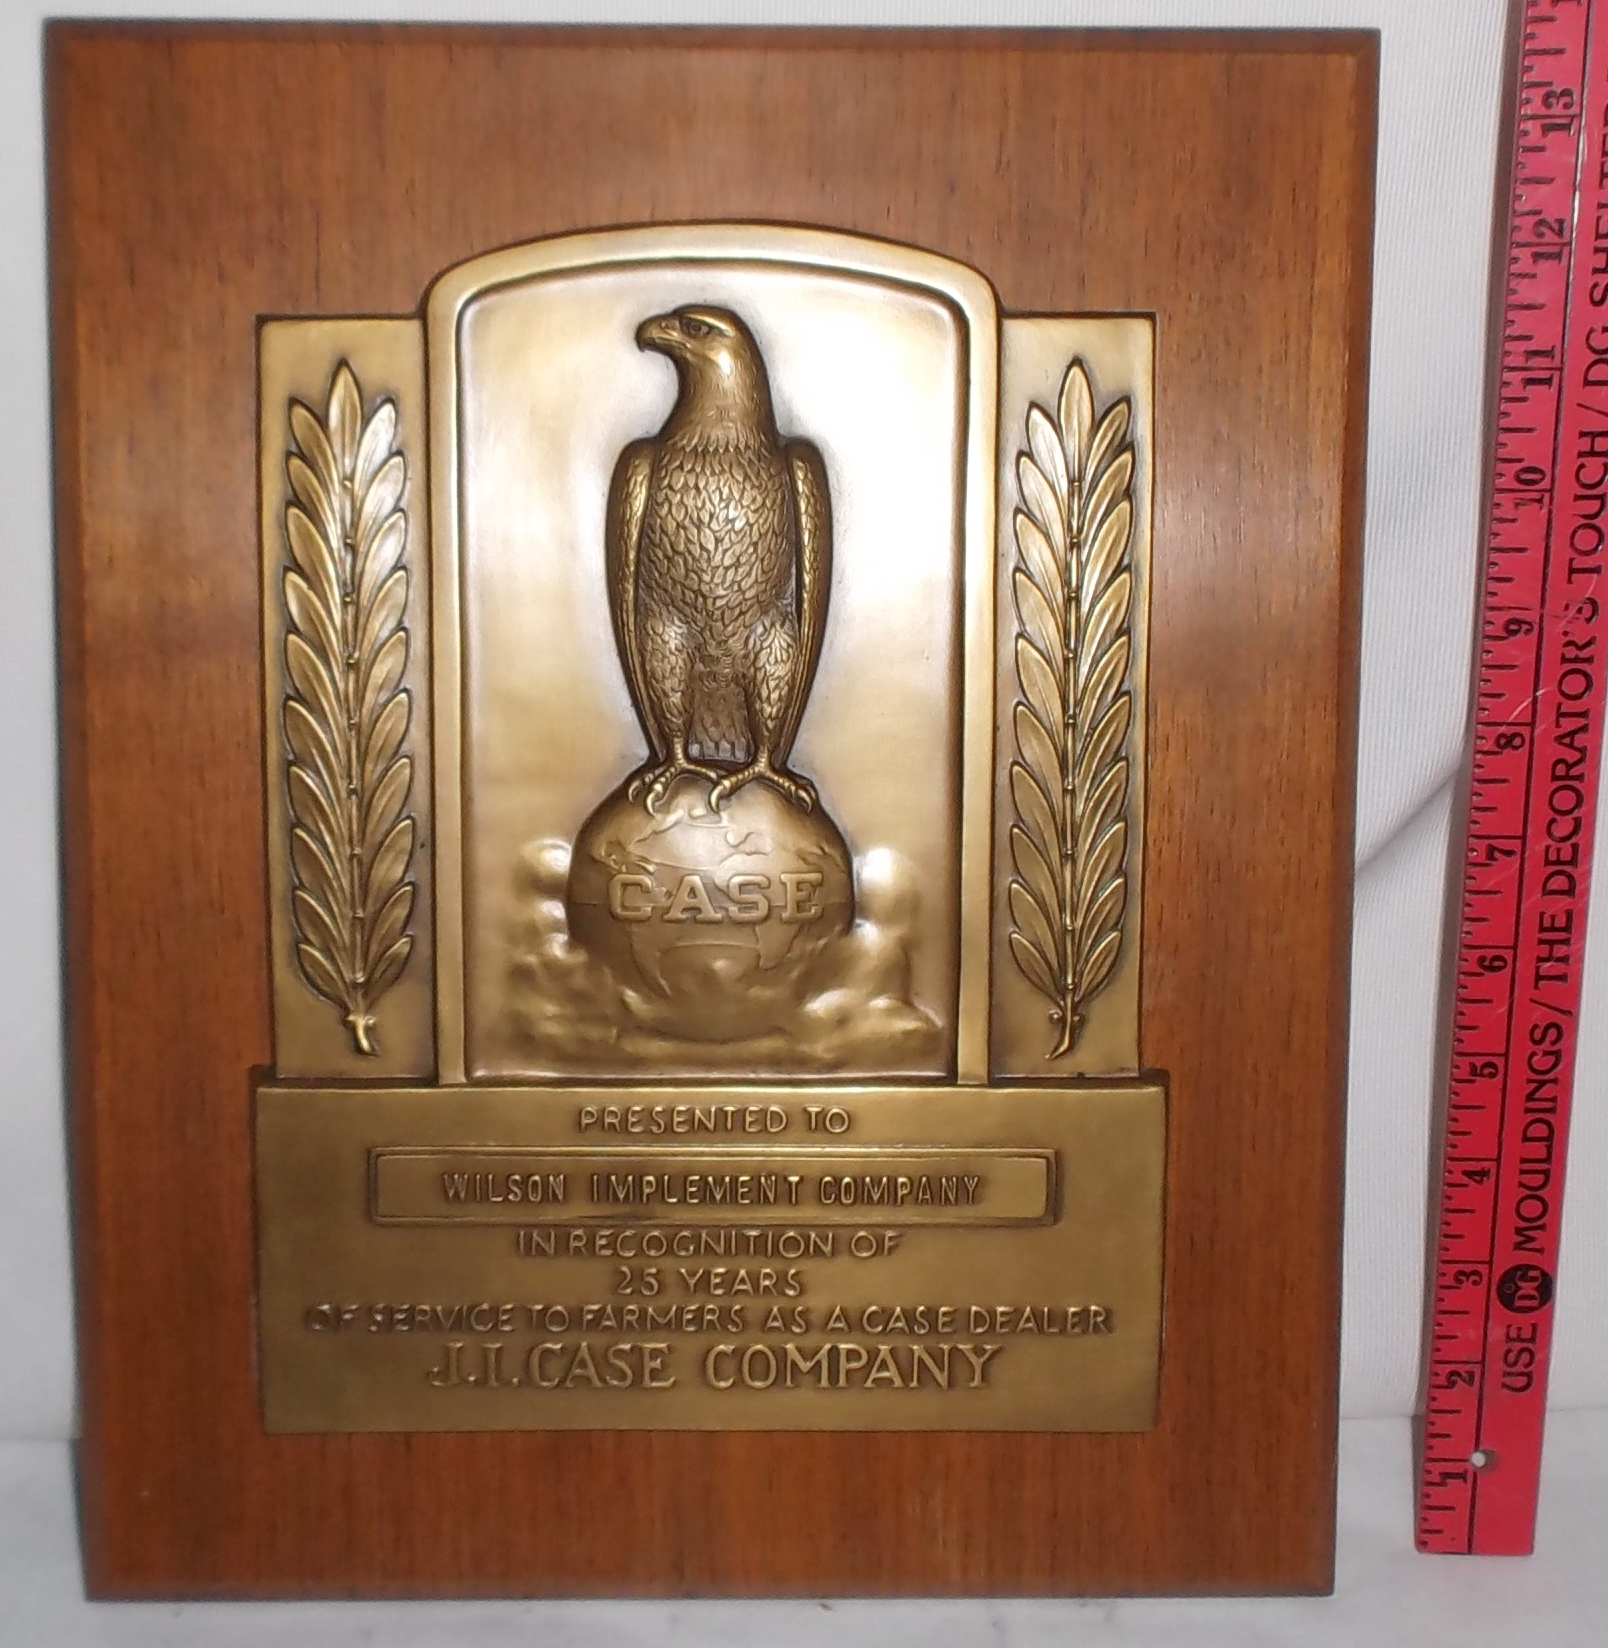 CASE
PRESENTED TO
WILSON IMPLEMENT COMPANY
IN RECOGNITION OF
25 YEARS
OF SERVICE TO FARMERS AS A CASE DEALER
J.I. CASE COMPANY
1 2 3 4 5 6 7 8 9 10 11 12 13
USE DG MOULDINGS / THE DECORATOR'S TOUCH / DG